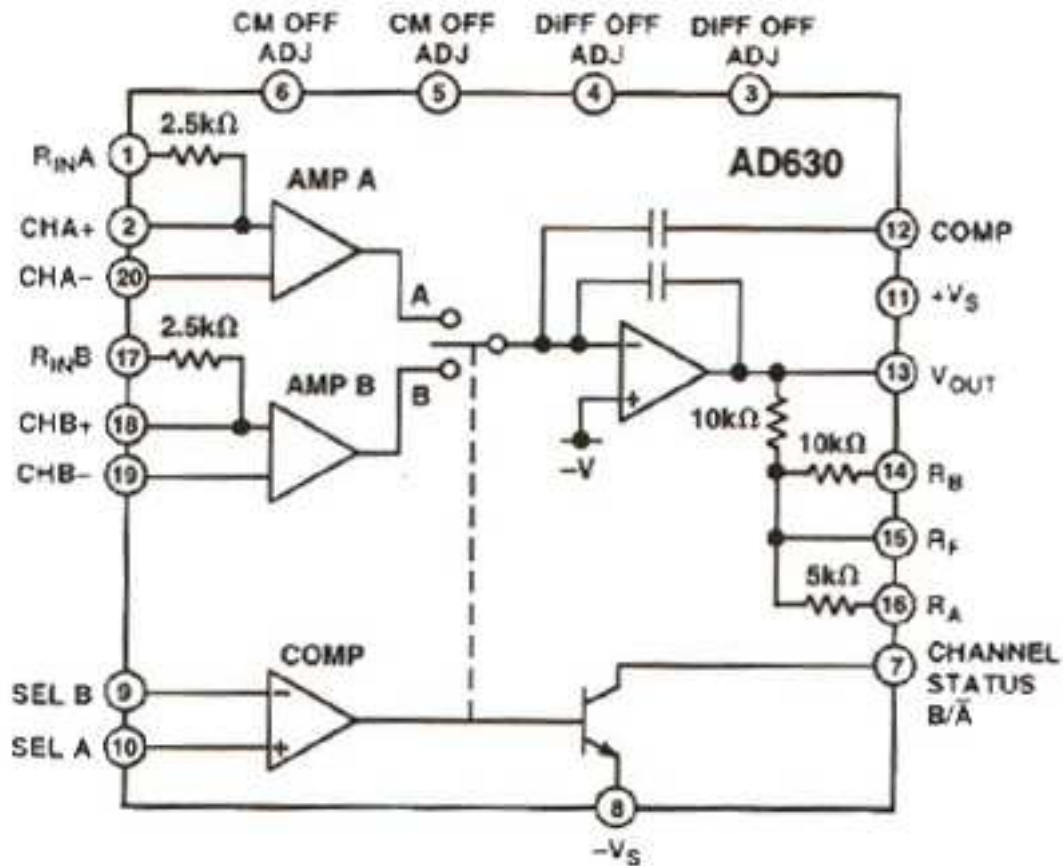 CM OFF ADJ
CM OFF ADJ
DIFF OFF ADJ
DIFF OFF ADJ
6
5
4
3
2.5kΩ
AD630
RINA
1
AMP A
CHA+
2
12
COMP
CHA–
20
A
11
+VS
2.5kΩ
RINB
17
–
13
VOUT
AMP B
B
+
10kΩ
CHB+
18
10kΩ
–V
14
RB
CHB–
19
15
RF
5kΩ
16
RA
COMP
7
CHANNEL
STATUS
B/A̅
SEL B
9
–
SEL A
10
+
8
–VS